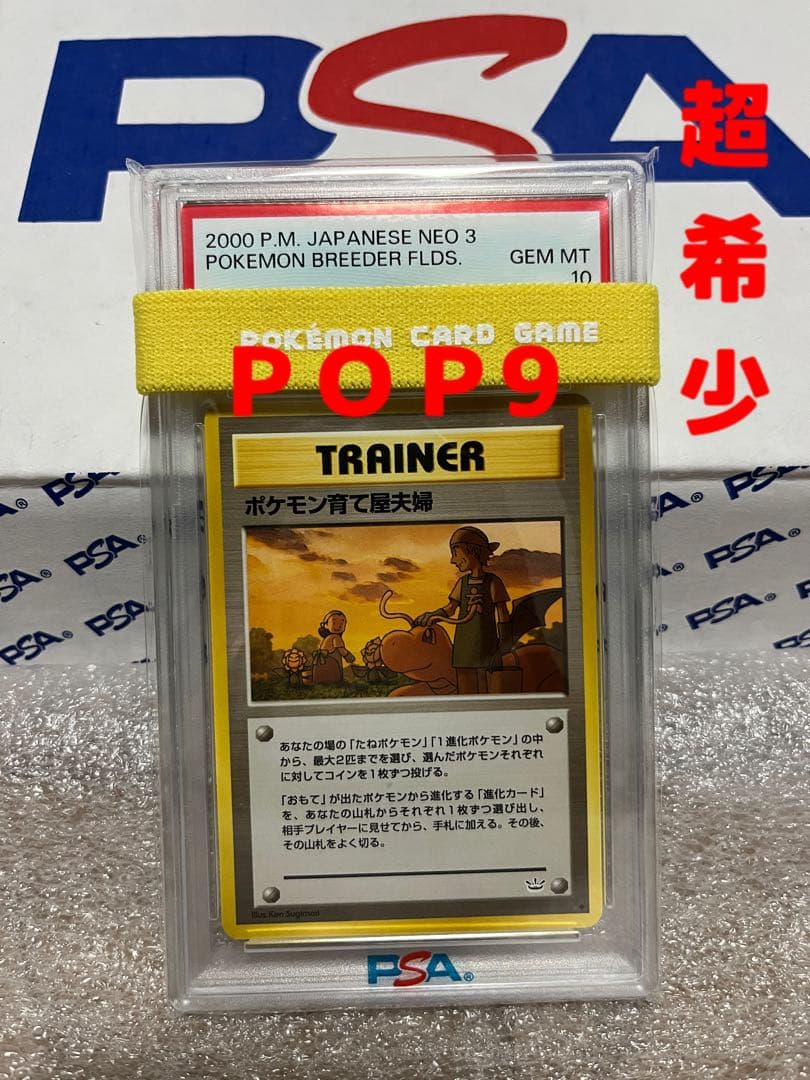 PSA
超希少
2000 P.M. JAPANESE NEO 3
POKEMON BREEDER FLDS.
GEM MT
10
POKÉMON CARD GAME
POP9
TRAINER
ポケモン育て屋夫婦
あなたの場の「たねポケモン」「1進化ポケモン」の中
から、最大2匹までを選び、選んだポケモンそれぞれ
に対してコインを1枚ずつ投げる。
「おもて」が出たポケモンから進化する「進化カード」
を、あなたの山札からそれぞれ1枚ずつ選び出し、
相手プレイヤーに見せてから、手札に加える。その後、
その山札をよく切る。
Illus. Ken Sugimori
PSA®
PSA®
PSA®
PSA®
PSA®
PSA®
PSA®